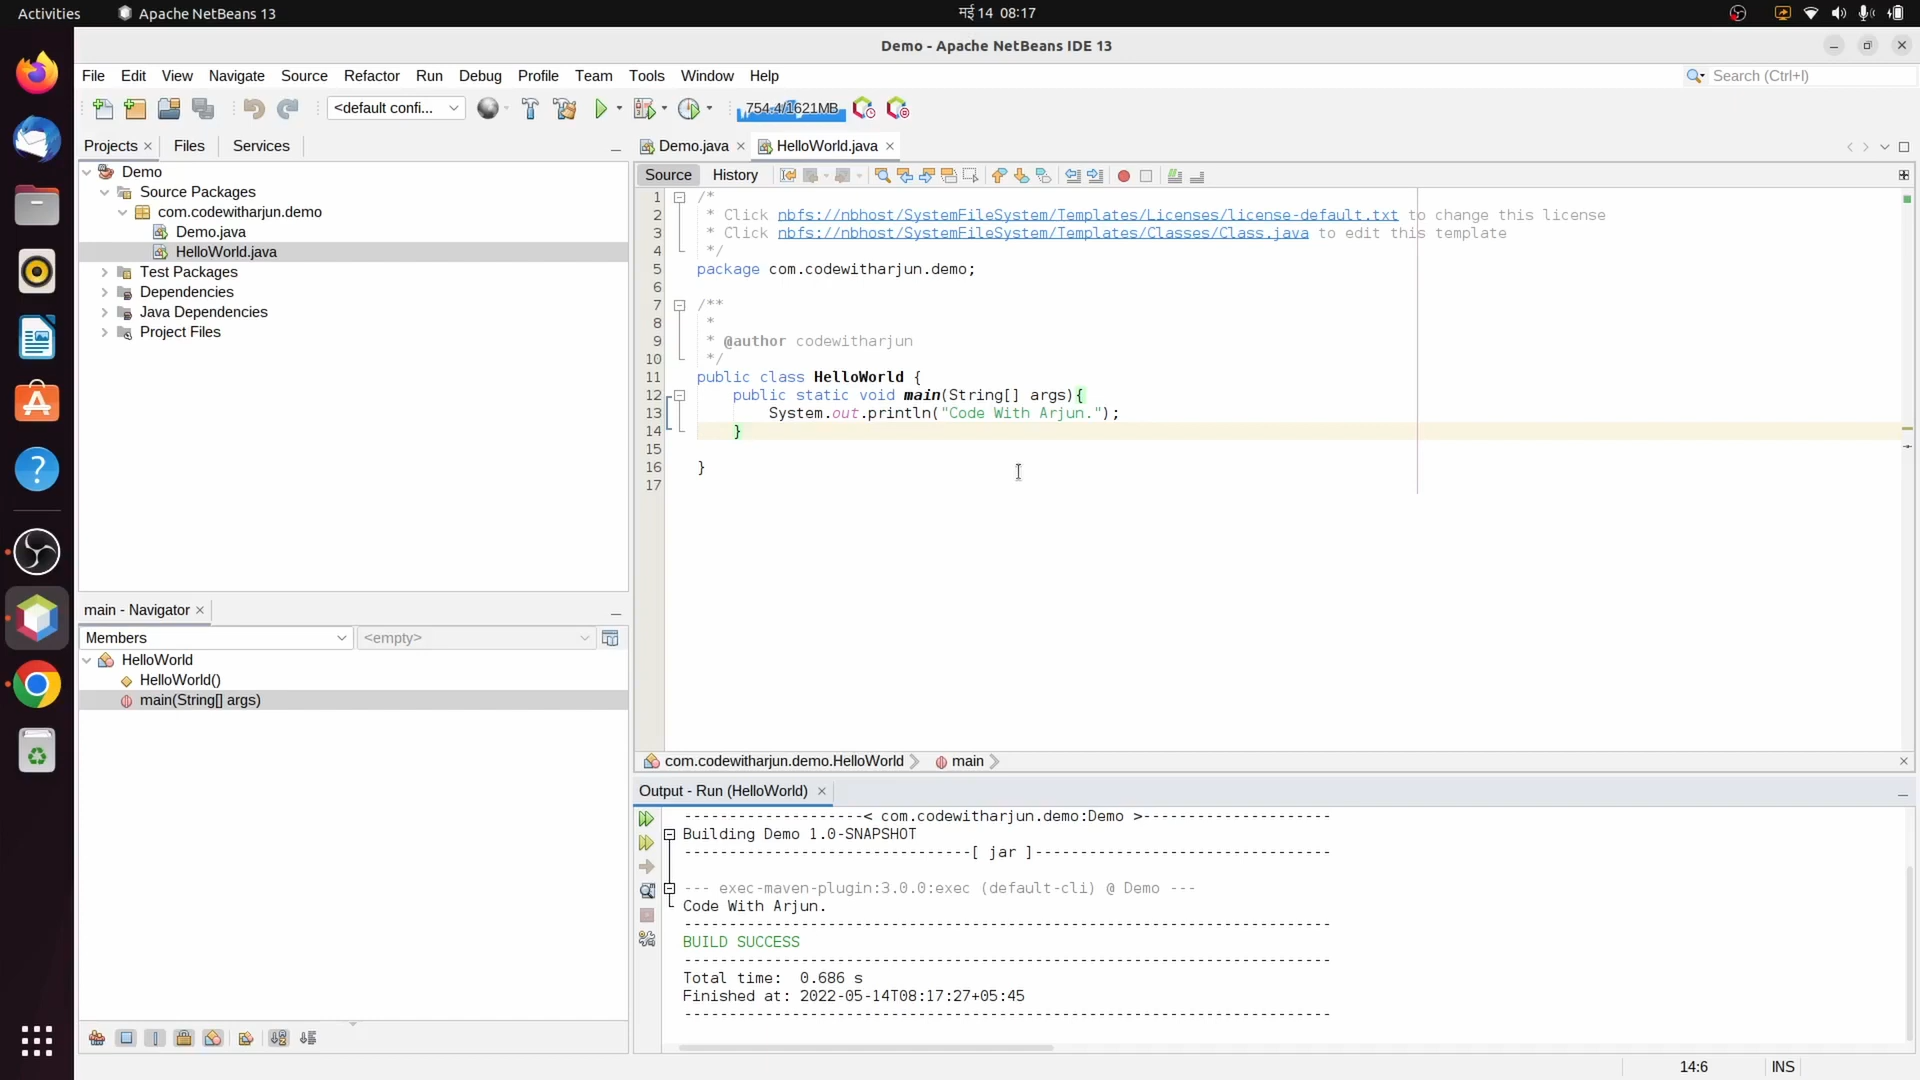 Activities
Apache NetBeans 13
मई 14 08:17
Demo - Apache NetBeans IDE 13
File Edit View Navigate Source Refactor Run Debug Profile Team Tools Window Help
Search (Ctrl+I)
<default confi...
754.4/1621MB
Projects
Files
Services
Demo
Source Packages
com.codewitharjun.demo
Demo.java
HelloWorld.java
Test Packages
Dependencies
Java Dependencies
Project Files
main - Navigator
Members
<empty>
HelloWorld
HelloWorld()
main(String[] args)
Demo.java
HelloWorld.java
Source
History
1 /*
2 * Click nbfs://nbhost/SystemFileSystem/Templates/Licenses/license-default.txt to change this license
3 * Click nbfs://nbhost/SystemFileSystem/Templates/Classes/Class.java to edit this template
4 */
5 package com.codewitharjun.demo;
6
7 /**
8 *
9 * @author codewitharjun
10 */
11 public class HelloWorld {
12 public static void main(String[] args){
13 System.out.println("Code With Arjun.");
14 }
15
16 }
17
com.codewitharjun.demo.HelloWorld
main
Output - Run (HelloWorld)
--------------------< com.codewitharjun.demo:Demo >---------------------
Building Demo 1.0-SNAPSHOT
--------------------------------[ jar ]---------------------------------
--- exec-maven-plugin:3.0.0:exec (default-cli) @ Demo ---
Code With Arjun.
------------------------------------------------------------------------
BUILD SUCCESS
------------------------------------------------------------------------
Total time:  0.686 s
Finished at: 2022-05-14T08:17:27+05:45
------------------------------------------------------------------------
14:6
INS